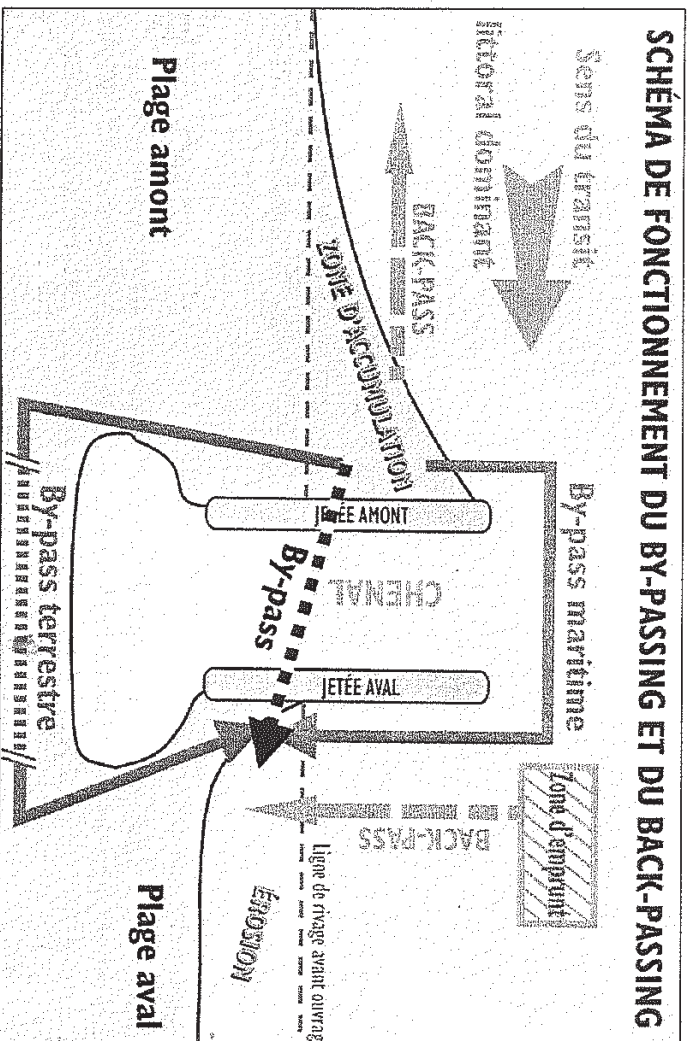 SCHÉMA DE FONCTIONNEMENT DU BY-PASSING ET DU BACK-PASSING
Sens du transit
littoral dominant
BACK-PASS
By-pass maritime
Zone d'emprunt
ZONE D'ACCUMULATION
JETÉE AMONT
CHENAL
JETÉE AVAL
BACK-PASS
By-pass
Ligne de rivage avant ouvrag
ÉROSION
Plage amont
By-pass terrestre
Plage aval